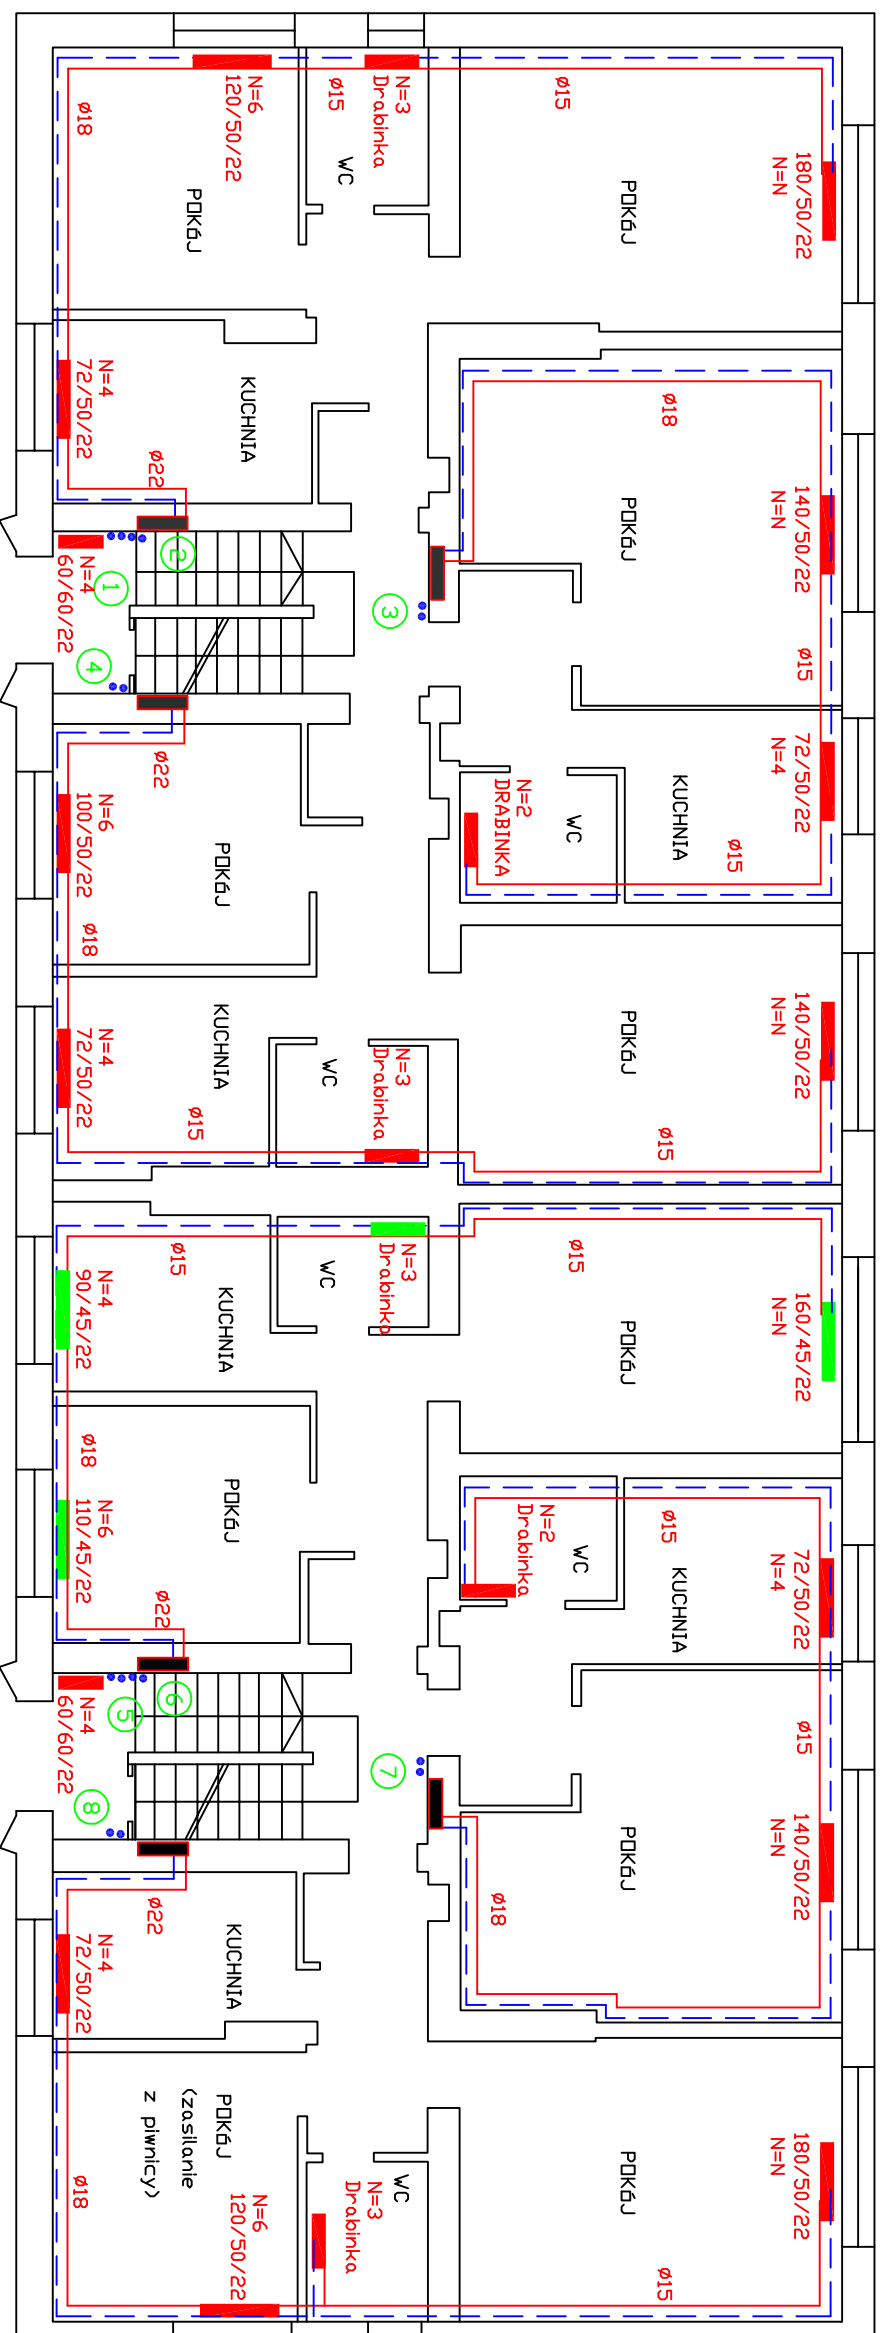 N=6
120/50/22
N=3
Drabinka
ø15
ø15
ø18
WC
POKÓJ
POKÓJ
180/50/22
N=N
N=4
72/50/22
KUCHNIA
ø22
ø18
140/50/22
N=N
POKÓJ
N=4
60/60/22
1
2
3
4
ø15
ø22
72/50/22
N=4
KUCHNIA
WC
N=2
DRABINKA
ø15
N=6
100/50/22
POKÓJ
ø18
N=4
72/50/22
KUCHNIA
WC
N=3
Drabinka
140/50/22
N=N
POKÓJ
ø15
ø15
ø15
N=4
90/45/22
KUCHNIA
WC
N=3
Drabinka
ø15
160/45/22
N=N
POKÓJ
ø18
N=6
110/45/22
POKÓJ
ø22
N=2
Drabinka
WC
ø15
72/50/22
N=4
KUCHNIA
N=4
60/60/22
5
6
7
8
ø15
140/50/22
N=N
POKÓJ
ø18
ø22
N=4
72/50/22
KUCHNIA
POKÓJ
(zasilanie
z piwnicy)
ø18
N=6
120/50/22
WC
N=3
Drabinka
POKÓJ
180/50/22
N=N
ø15